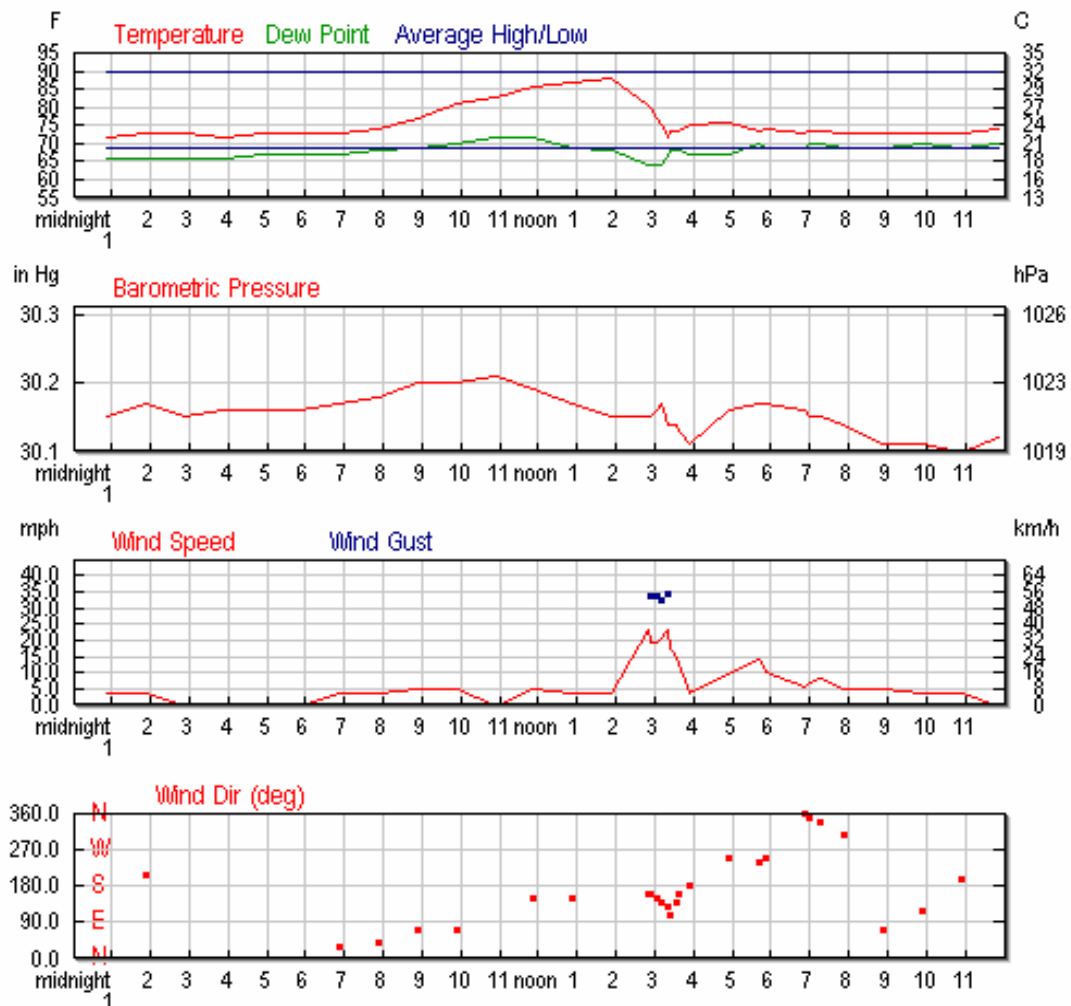 F C
Temperature Dew Point Average High/Low
95 35
90 32
85 29
80 27
75 24
70 21
65 18
60 16
55 13
midnight 1 2 3 4 5 6 7 8 9 10 11 noon 1 2 3 4 5 6 7 8 9 10 11
in Hg hPa
Barometric Pressure
30.3 1026
30.2 1023
30.1 1019
midnight 1 2 3 4 5 6 7 8 9 10 11 noon 1 2 3 4 5 6 7 8 9 10 11
mph km/h
Wind Speed Wind Gust
40.0 64
35.0 56
30.0 48
25.0 40
20.0 32
15.0 24
10.0 16
5.0 8
0.0 0
midnight 1 2 3 4 5 6 7 8 9 10 11 noon 1 2 3 4 5 6 7 8 9 10 11
Wind Dir (deg)
360.0 N
270.0 W
180.0 S
90.0 E
0.0 N
midnight 1 2 3 4 5 6 7 8 9 10 11 noon 1 2 3 4 5 6 7 8 9 10 11